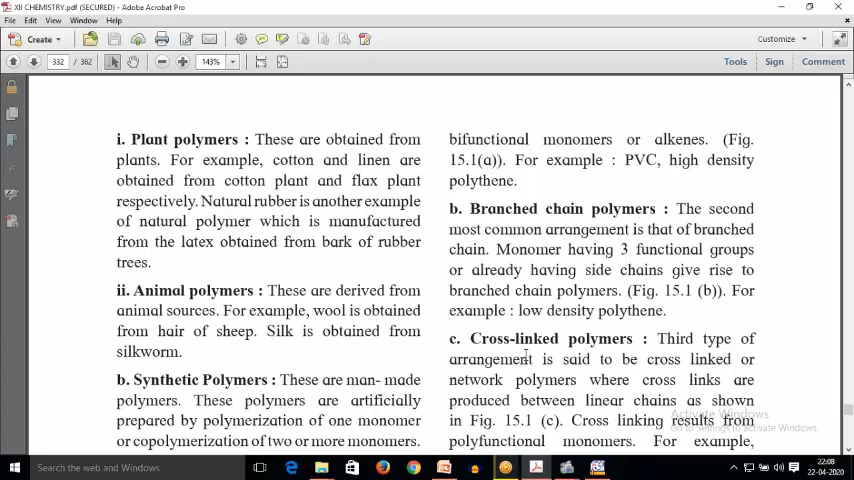 XII CHEMISTRY.pdf (SECURED) - Adobe Acrobat Pro
File Edit View Window Help
Create
Customize
332 / 362
143%
Tools Sign Comment
i. Plant polymers : These are obtained from
plants. For example, cotton and linen are
obtained from cotton plant and flax plant
respectively. Natural rubber is another example
of natural polymer which is manufactured
from the latex obtained from bark of rubber
trees.
ii. Animal polymers : These are derived from
animal sources. For example, wool is obtained
from hair of sheep. Silk is obtained from
silkworm.
b. Synthetic Polymers : These are man- made
polymers. These polymers are artificially
prepared by polymerization of one monomer
or copolymerization of two or more monomers.
bifunctional monomers or alkenes. (Fig.
15.1(a)). For example : PVC, high density
polythene.
b. Branched chain polymers : The second
most common arrangement is that of branched
chain. Monomer having 3 functional groups
or already having side chains give rise to
branched chain polymers. (Fig. 15.1 (b)). For
example : low density polythene.
c. Cross-linked polymers : Third type of
arrangement is said to be cross linked or
network polymers where cross links are
produced between linear chains as shown
in Fig. 15.1 (c). Cross linking results from
polyfunctional monomers. For example,
Activate Windows
Go to Settings to activate Windows.
Search the web and Windows
22:08
22-04-2020